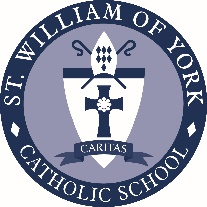 ST. WILLIAM OF YORK
CARITAS
CATHOLIC SCHOOL